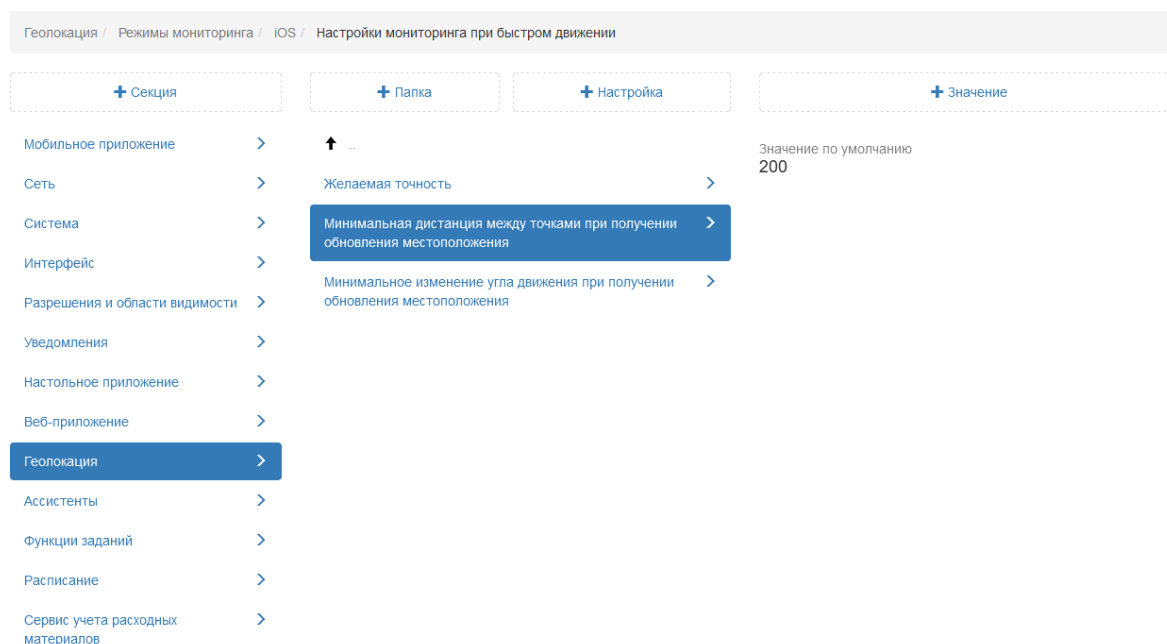 Геолокация / Режимы мониторинга / iOS / Настройки мониторинга при быстром движении
+ Секция
+ Папка
+ Настройка
+ Значение
Мобильное приложение
Сеть
Система
Интерфейс
Разрешения и области видимости
Уведомления
Настольное приложение
Веб-приложение
Геолокация
Ассистенты
Функции заданий
Расписание
Сервис учета расходных
материалов
..
Желаемая точность
Минимальная дистанция между точками при получении
обновления местоположения
Минимальное изменение угла движения при получении
обновления местоположения
Значение по умолчанию
200